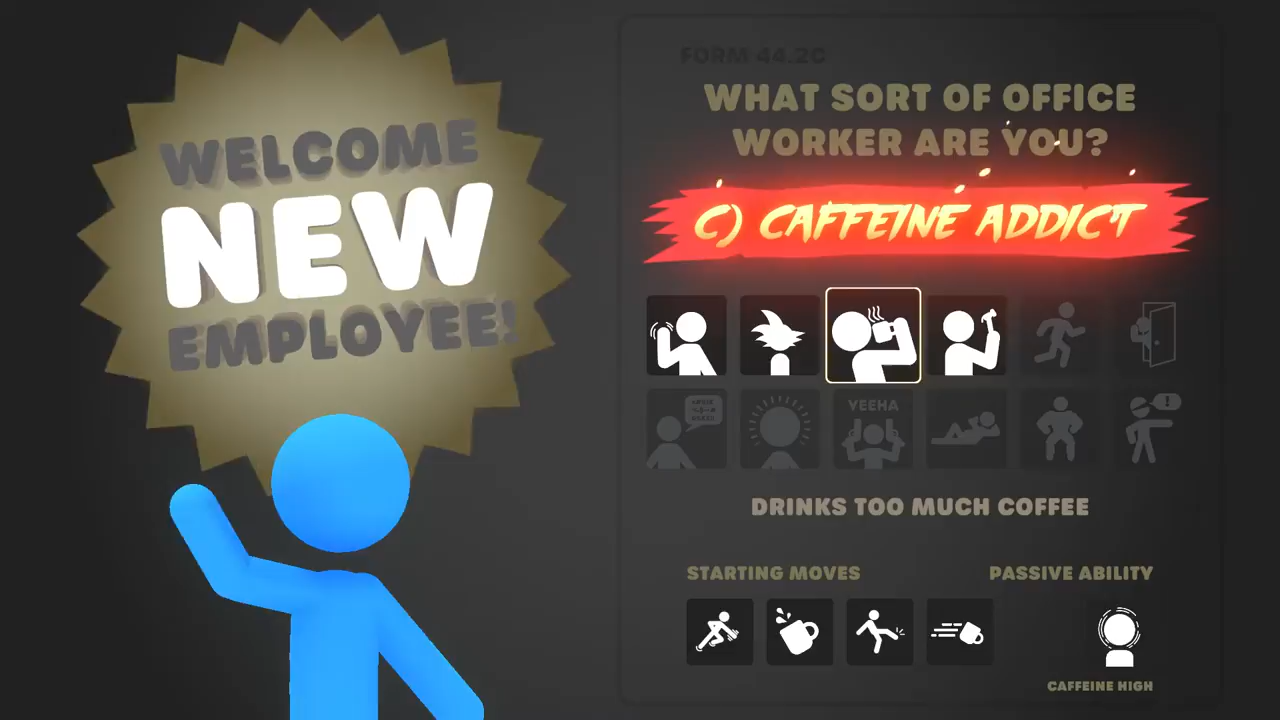 WELCOME
NEW
EMPLOYEE!
FORM 44.2C
WHAT SORT OF OFFICE
WORKER ARE YOU?
C) CAFFEINE ADDICT
YEEHA
DRINKS TOO MUCH COFFEE
STARTING MOVES
PASSIVE ABILITY
CAFFEINE HIGH